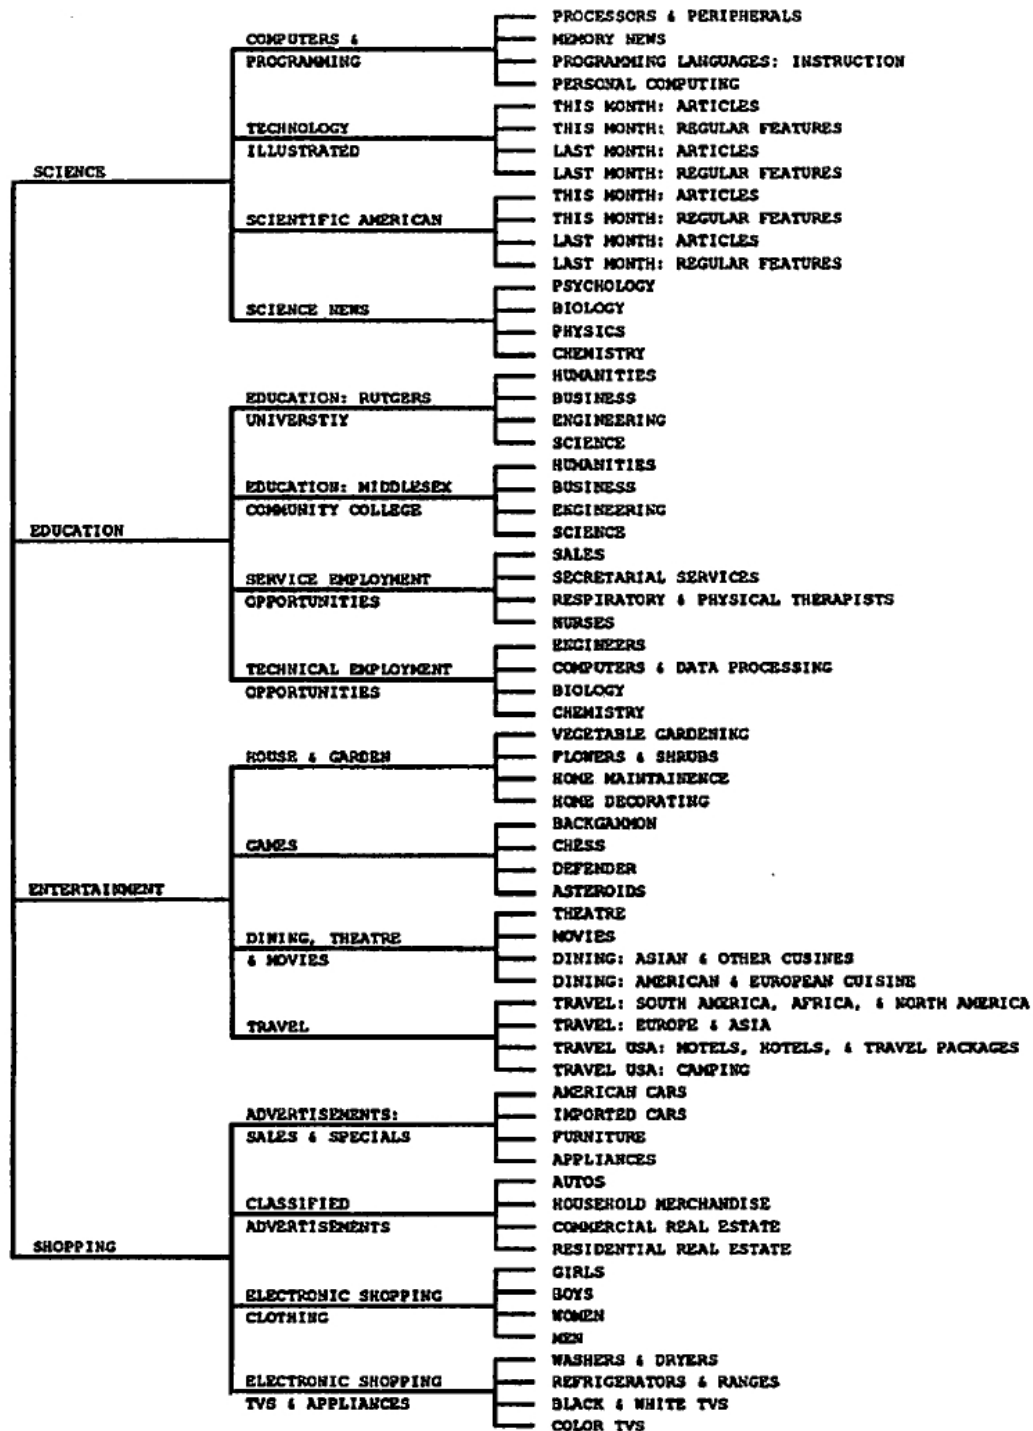 SCIENCE
COMPUTERS &
PROGRAMMING
PROCESSORS & PERIPHERALS
MEMORY NEWS
PROGRAMMING LANGUAGES: INSTRUCTION
PERSONAL COMPUTING
TECHNOLOGY
ILLUSTRATED
THIS MONTH: ARTICLES
THIS MONTH: REGULAR FEATURES
LAST MONTH: ARTICLES
LAST MONTH: REGULAR FEATURES
SCIENTIFIC AMERICAN
THIS MONTH: ARTICLES
THIS MONTH: REGULAR FEATURES
LAST MONTH: ARTICLES
LAST MONTH: REGULAR FEATURES
SCIENCE NEWS
PSYCHOLOGY
BIOLOGY
PHYSICS
CHEMISTRY
EDUCATION
EDUCATION: RUTGERS
UNIVERSTIY
HUMANITIES
BUSINESS
ENGINEERING
SCIENCE
EDUCATION: MIDDLESEX
COMMUNITY COLLEGE
HUMANITIES
BUSINESS
ENGINEERING
SCIENCE
SERVICE EMPLOYMENT
OPPORTUNITIES
SALES
SECRETARIAL SERVICES
RESPIRATORY & PHYSICAL THERAPISTS
NURSES
TECHNICAL EMPLOYMENT
OPPORTUNITIES
ENGINEERS
COMPUTERS & DATA PROCESSING
BIOLOGY
CHEMISTRY
ENTERTAINMENT
HOUSE & GARDEN
VEGETABLE GARDENING
FLOWERS & SHRUBS
HOME MAINTAINENCE
HOME DECORATING
GAMES
BACKGAMMON
CHESS
DEFENDER
ASTEROIDS
DINING, THEATRE
& MOVIES
THEATRE
MOVIES
DINING: ASIAN & OTHER CUSINES
DINING: AMERICAN & EUROPEAN CUISINE
TRAVEL
TRAVEL: SOUTH AMERICA, AFRICA, & NORTH AMERICA
TRAVEL: EUROPE & ASIA
TRAVEL USA: MOTELS, HOTELS, & TRAVEL PACKAGES
TRAVEL USA: CAMPING
SHOPPING
ADVERTISEMENTS:
SALES & SPECIALS
AMERICAN CARS
IMPORTED CARS
FURNITURE
APPLIANCES
CLASSIFIED
ADVERTISEMENTS
AUTOS
HOUSEHOLD MERCHANDISE
COMMERCIAL REAL ESTATE
RESIDENTIAL REAL ESTATE
ELECTRONIC SHOPPING
CLOTHING
GIRLS
BOYS
WOMEN
MEN
ELECTRONIC SHOPPING
TVS & APPLIANCES
WASHERS & DRYERS
REFRIGERATORS & RANGES
BLACK & WHITE TVS
COLOR TVS